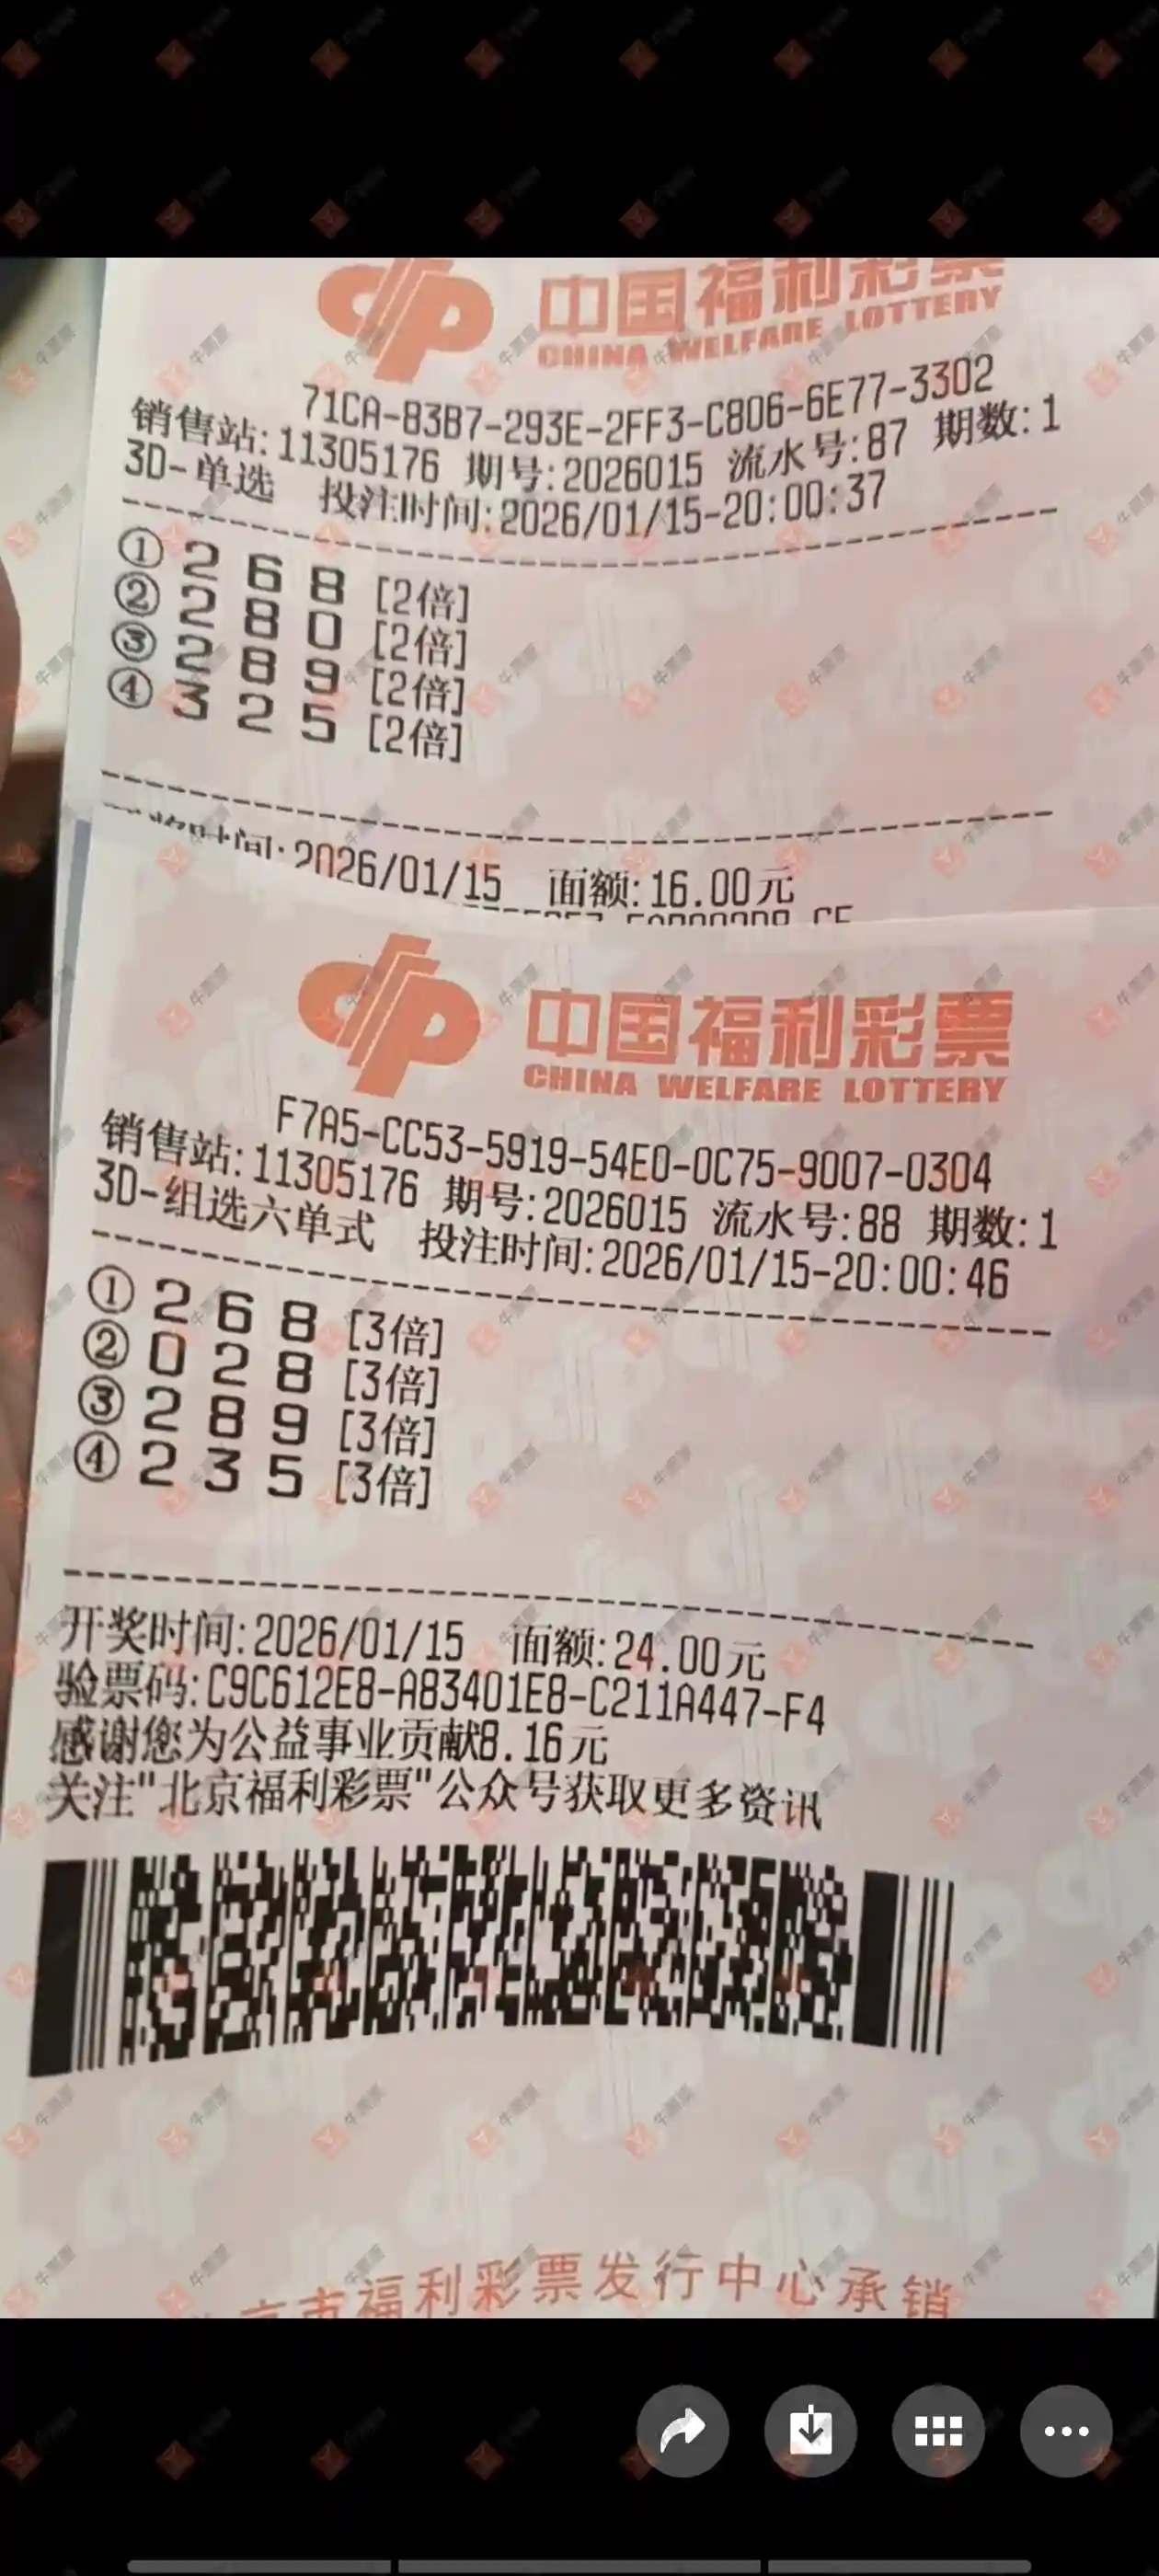 中国福利彩票
CHINA WELFARE LOTTERY
71CA-83B7-293E-2FF3-C806-6E77-3302
销售站:11305176 期号:2026015 流水号:87 期数:1
3D-单选 投注时间:2026/01/15-20:00:37
① 2 6 8 [2倍]
② 2 8 0 [2倍]
③ 2 8 9 [2倍]
④ 3 2 5 [2倍]
时间:2026/01/15 面额:16.00元
中国福利彩票
CHINA WELFARE LOTTERY
F7A5-CC53-5919-54E0-0C75-9007-0304
销售站:11305176 期号:2026015 流水号:88 期数:1
3D-组选六单式 投注时间:2026/01/15-20:00:46
① 2 6 8 [3倍]
② 0 2 8 [3倍]
③ 2 8 9 [3倍]
④ 2 3 5 [3倍]
开奖时间:2026/01/15 面额:24.00元
验票码:C9C612E8-A83401E8-C211A447-F4
感谢您为公益事业贡献8.16元
关注"北京福利彩票"公众号获取更多资讯
京市福利彩票发行中心承销